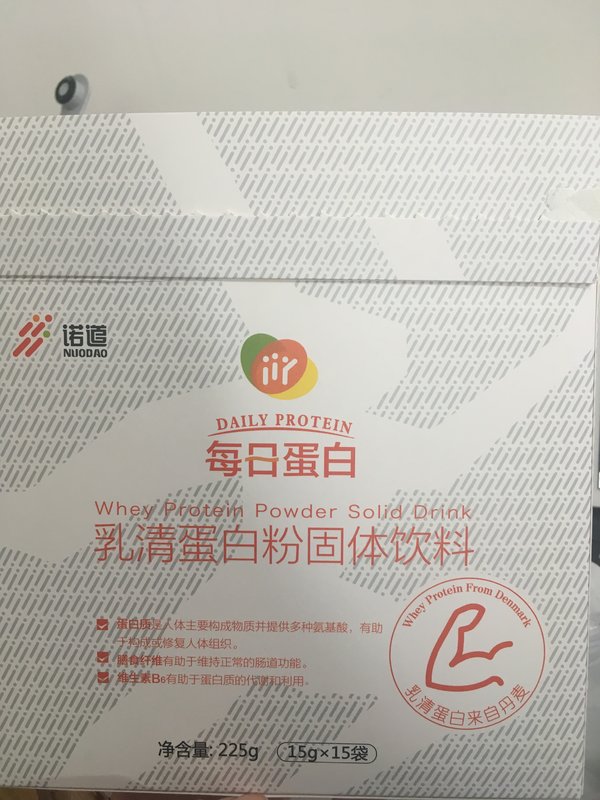 诺道
NUODAO
DAILY PROTEIN
每日蛋白
Whey Protein Powder Solid Drink
乳清蛋白粉固体饮料
蛋白质是人体主要构成物质并提供多种氨基酸，有助
于构成或修复人体组织。
膳食纤维有助于维持正常的肠道功能。
维生素B6有助于蛋白质的代谢和利用。
Whey Protein From Denmark
乳清蛋白来自丹麦
净含量: 225g 15g×15袋